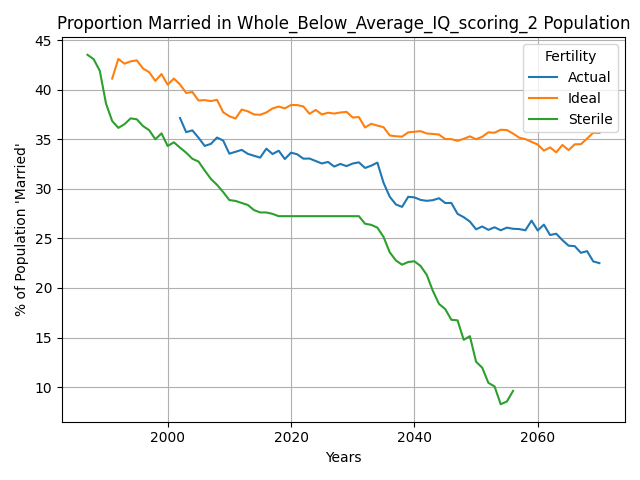 Proportion Married in Whole_Below_Average_IQ_scoring_2 Population
45
40
35
30
25
20
15
10
% of Population 'Married'
Fertility
Actual
Ideal
Sterile
2000
2020
2040
2060
Years